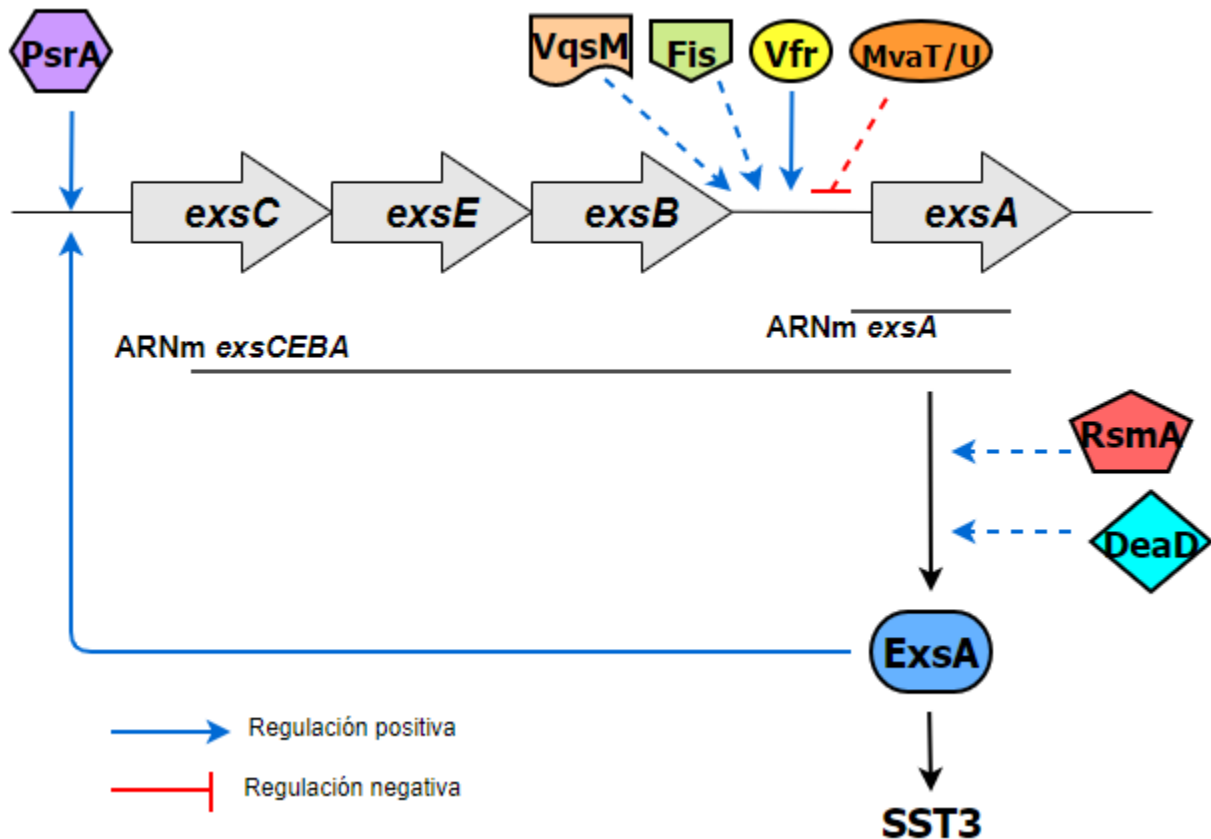 PsrA
VqsM
Fis
Vfr
MvaT/U
exsC
exsE
exsB
exsA
ARNm exsA
ARNm exsCEBA
RsmA
DeaD
ExsA
Regulación positiva
Regulación negativa
SST3